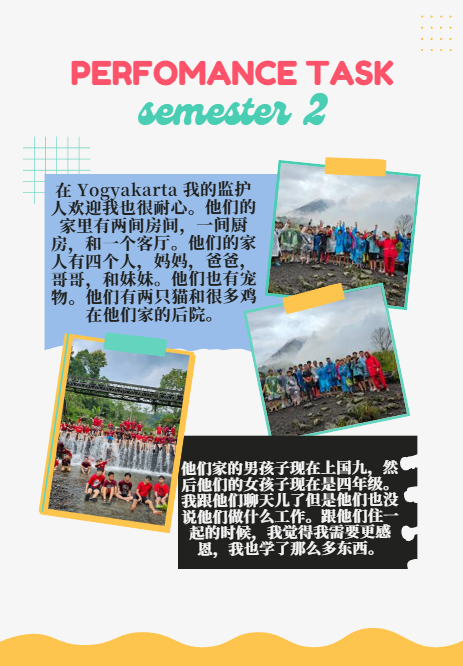 PERFOMANCE TASK
semester 2
在 Yogyakarta 我的监护
人欢迎我也很耐心。他们的
家里有两间房间，一间厨
房，和一个客厅。他们的家
人有四个人，妈妈，爸爸，
哥哥，和妹妹。他们也有宠
物。他们有两只猫和很多鸡
在他们家的后院。
他们家的男孩子现在上国九，然
后他们的女孩子现在是四年级。
我跟他们聊天儿了但是他们也没
说他们做什么工作。跟他们住一
起的时候，我觉得我需要更感
恩，我也学了那么多东西。